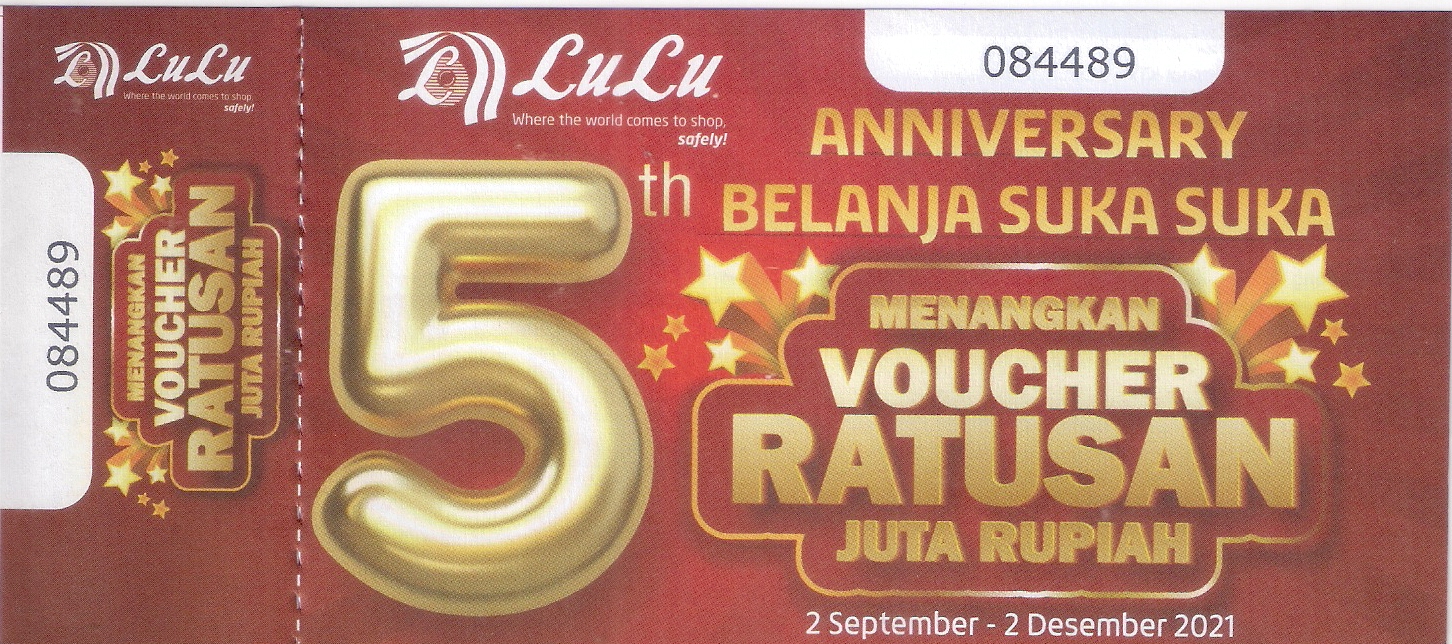 LuLu
Where the world comes to shop
safely!
084489
MENANGKAN
VOUCHER
RATUSAN
JUTA RUPIAH
LuLu
Where the world comes to shop,
safely!
084489
5th
ANNIVERSARY
BELANJA SUKA SUKA
MENANGKAN
VOUCHER
RATUSAN
JUTA RUPIAH
2 September - 2 Desember 2021